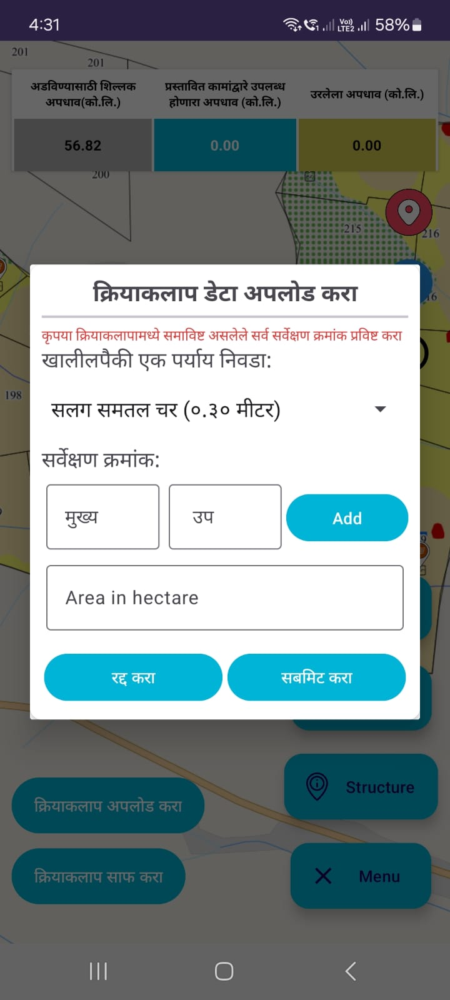 4:31
Vo))
LTE2
58%
201
201
अडविण्यासाठी शिल्लक
अपधाव(को.लि.)
प्रस्तावित कामांद्वारे उपलब्ध
होणारा अपधाव (को.लि.)
उरलेला अपधाव (को.लि.)
56.82
0.00
0.00
200
215
216
क्रियाकलाप डेटा अपलोड करा
कृपया क्रियाकलापामध्ये समाविष्ट असलेले सर्व सर्वेक्षण क्रमांक प्रविष्ट करा
खालीलपैकी एक पर्याय निवडा:
198
सलग समतल चर (०.३० मीटर)
सर्वेक्षण क्रमांक:
मुख्य
उप
Add
Area in hectare
रद्द करा
सबमिट करा
Structure
क्रियाकलाप अपलोड करा
क्रियाकलाप साफ करा
Menu